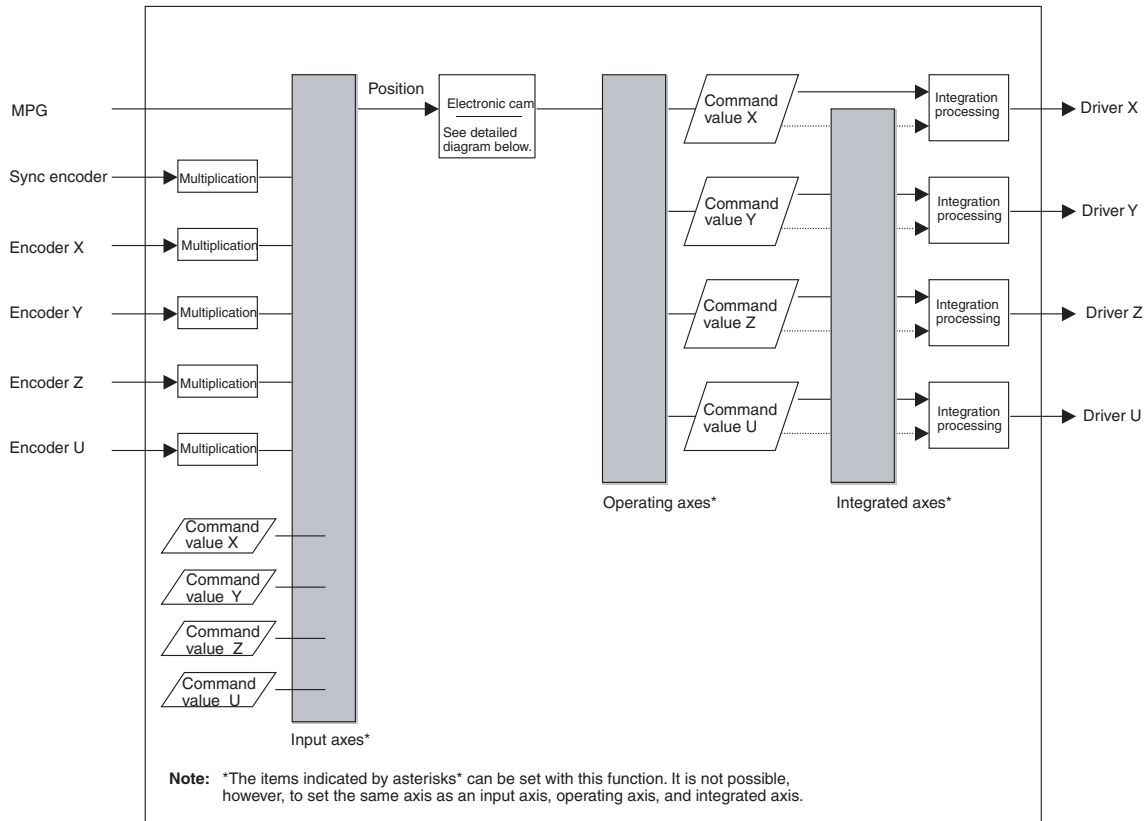 MPG
Sync encoder
Encoder X
Encoder Y
Encoder Z
Encoder U
Multiplication
Multiplication
Multiplication
Multiplication
Multiplication
Command
value X
Command
value Y
Command
value Z
Command
value U
Input axes*
Position
Electronic cam
See detailed
diagram below.
Operating axes*
Command
value X
Command
value Y
Command
value Z
Command
value U
Integrated axes*
Integration
processing
Integration
processing
Integration
processing
Integration
processing
Driver X
Driver Y
Driver Z
Driver U
Note: *The items indicated by asterisks* can be set with this function. It is not possible,
however, to set the same axis as an input axis, operating axis, and integrated axis.